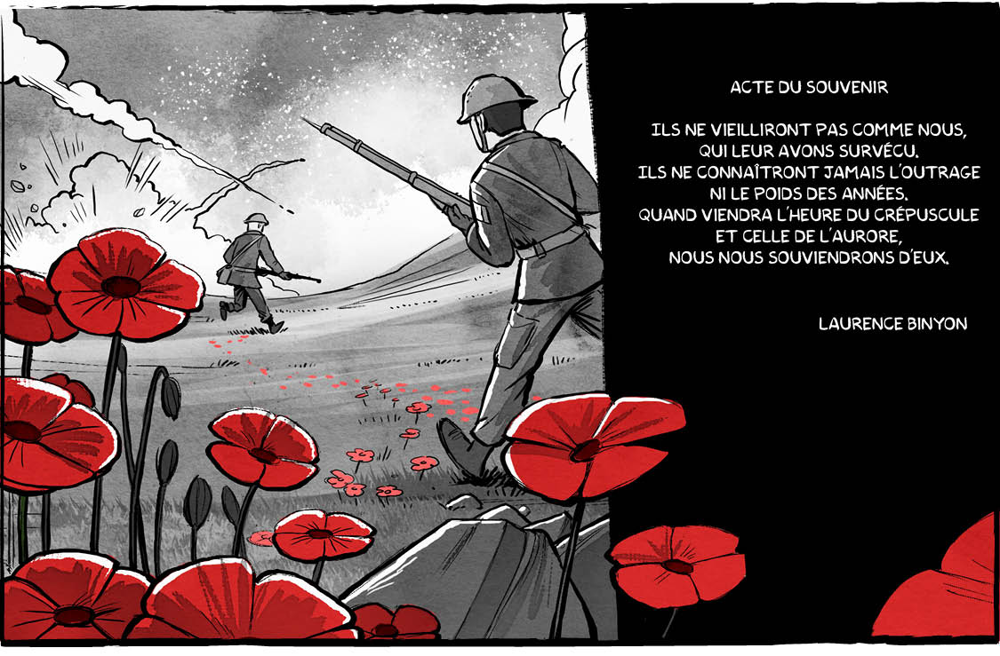 ACTE DU SOUVENIR
ILS NE VIEILLIRONT PAS COMME NOUS,
QUI LEUR AVONS SURVÉCU.
ILS NE CONNAÎTRONT JAMAIS L'OUTRAGE
NI LE POIDS DES ANNÉES.
QUAND VIENDRA L'HEURE DU CRÉPUSCULE
ET CELLE DE L'AURORE,
NOUS NOUS SOUVIENDRONS D'EUX.
LAURENCE BINYON